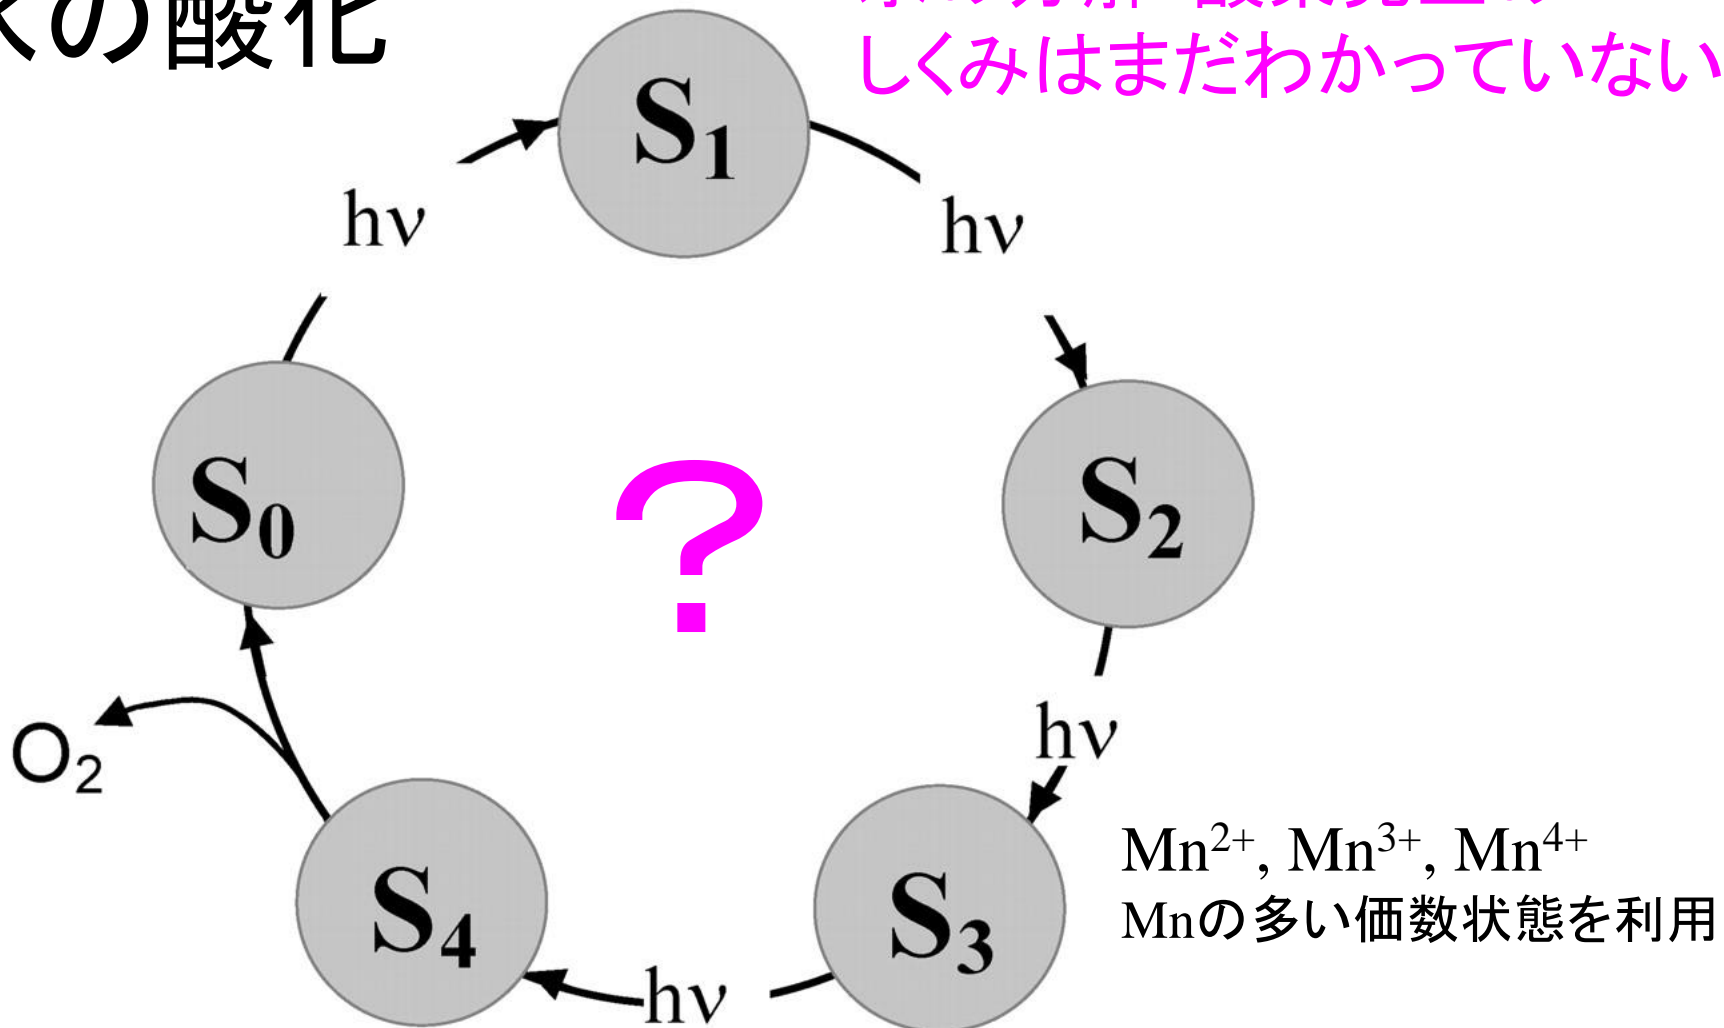 の酸化
しくみはまだわかっていない
S₁
hν
hν
S₀
?
S₂
O₂
hν
Mn²⁺, Mn³⁺, Mn⁴⁺
Mnの多い価数状態を利用
S₄
S₃
hν